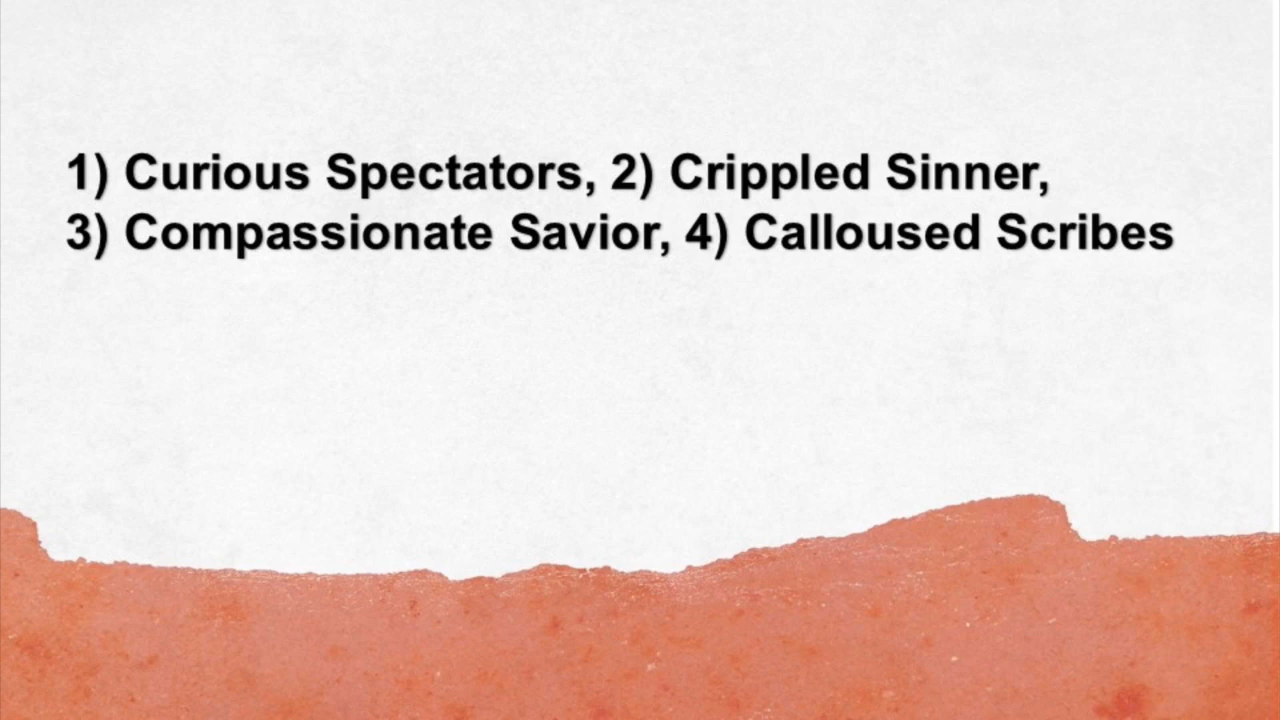 1) Curious Spectators, 2) Crippled Sinner,
3) Compassionate Savior, 4) Calloused Scribes